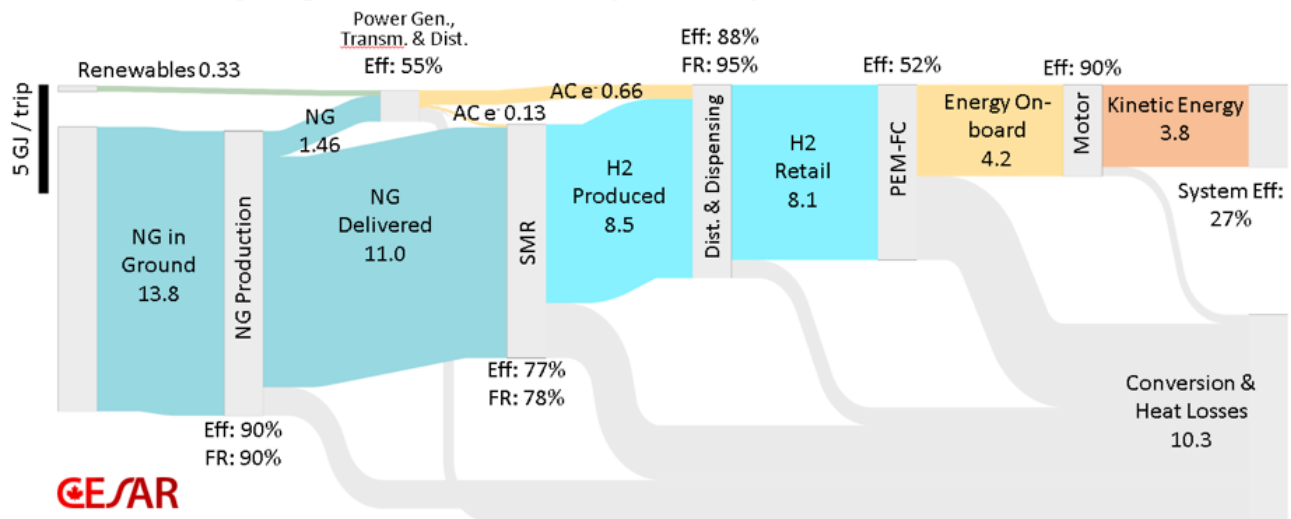 Power Gen.,
Transm. & Dist.
Eff: 55%
Renewables 0.33
5 GJ / trip
NG in
Ground
13.8
NG Production
Eff: 90%
FR: 90%
NG
1.46
NG
Delivered
11.0
AC e- 0.66
AC e- 0.13
SMR
Eff: 77%
FR: 78%
H2
Produced
8.5
Eff: 88%
FR: 95%
Dist. & Dispensing
H2
Retail
8.1
Eff: 52%
PEM-FC
Energy On-
board
4.2
Eff: 90%
Motor
Kinetic Energy
3.8
System Eff:
27%
Conversion &
Heat Losses
10.3
CESAR